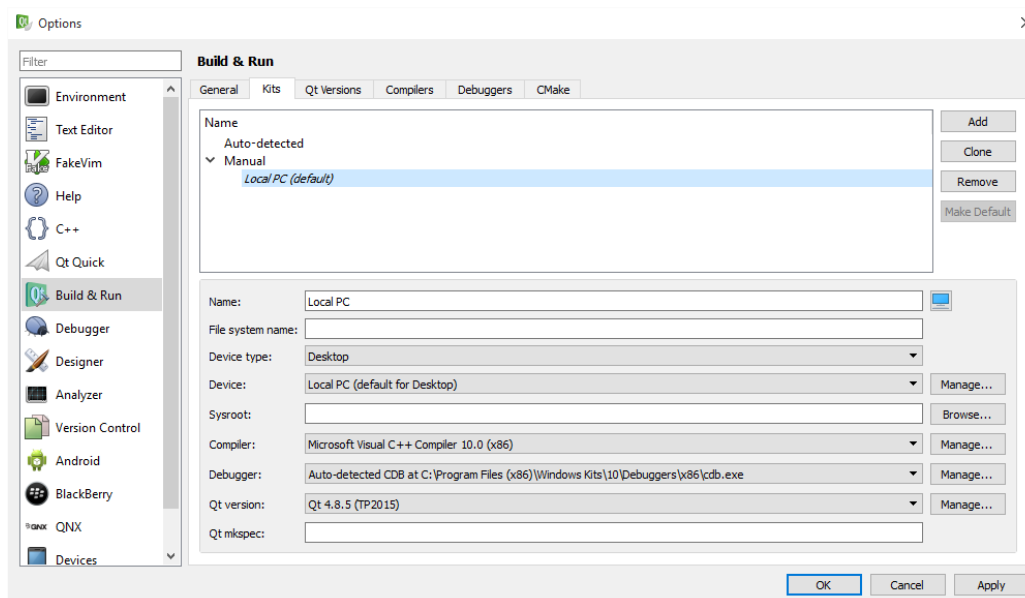 Options
Filter
Environment
Text Editor
FakeVim
Help
C++
Qt Quick
Build & Run
Debugger
Designer
Analyzer
Version Control
Android
BlackBerry
QNX QNX
Devices
Build & Run
General Kits Qt Versions Compilers Debuggers CMake
Name
Auto-detected
Manual
Local PC (default)
Add
Clone
Remove
Make Default
Name: Local PC
File system name:
Device type: Desktop
Device: Local PC (default for Desktop) Manage...
Sysroot: Browse...
Compiler: Microsoft Visual C++ Compiler 10.0 (x86) Manage...
Debugger: Auto-detected CDB at C:\Program Files (x86)\Windows Kits\10\Debuggers\x86\cdb.exe Manage...
Qt version: Qt 4.8.5 (TP2015) Manage...
Qt mkspec:
OK Cancel Apply